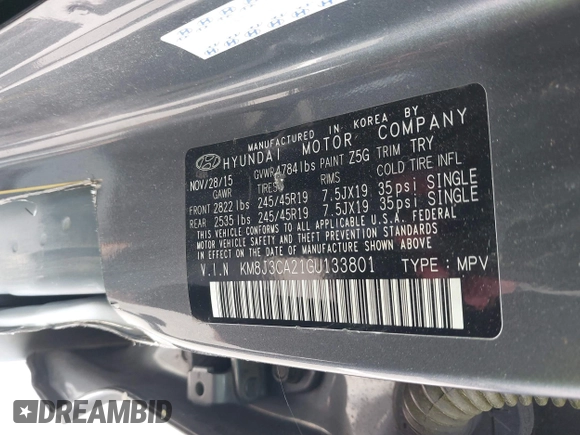 MANUFACTURED IN KOREA BY
HYUNDAI MOTOR COMPANY
NOV/28/15 GVWR 4784 lbs PAINT Z5G TRIM TRY
GAWR TIRES RIMS COLD TIRE INFL
FRONT 2822 lbs 245/45R19 7.5JX19 35psi SINGLE
REAR 2535 lbs 245/45R19 7.5JX19 35psi SINGLE
THIS VEHICLE CONFORMS TO ALL APPLICABLE U.S.A. FEDERAL
MOTOR VEHICLE SAFETY AND THEFT PREVENTION STANDARDS
IN EFFECT ON THE DATE OF MANUFACTURE SHOWN ABOVE.
V.I.N KM8J3CA21GU133801 TYPE : MPV
DREAMBID